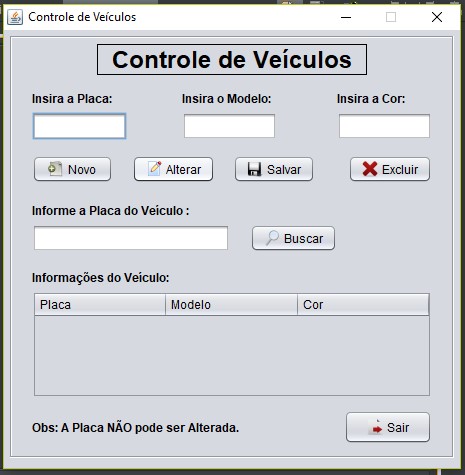 Controle de Veículos
Controle de Veículos
Insira a Placa: Insira o Modelo: Insira a Cor:
Novo Alterar Salvar Excluir
Informe a Placa do Veículo :
Buscar
Informações do Veículo:
Placa Modelo Cor
Obs: A Placa NÃO pode ser Alterada. Sair